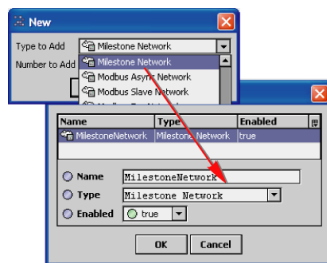 New
Type to Add
Milestone Network
Number to Add
Milestone Network
Modbus Async Network
Modbus Slave Network
Name Type Enabled
MilestoneNetwork Milestone Network true
Name MilestoneNetwork
Type Milestone Network
Enabled true
OK Cancel